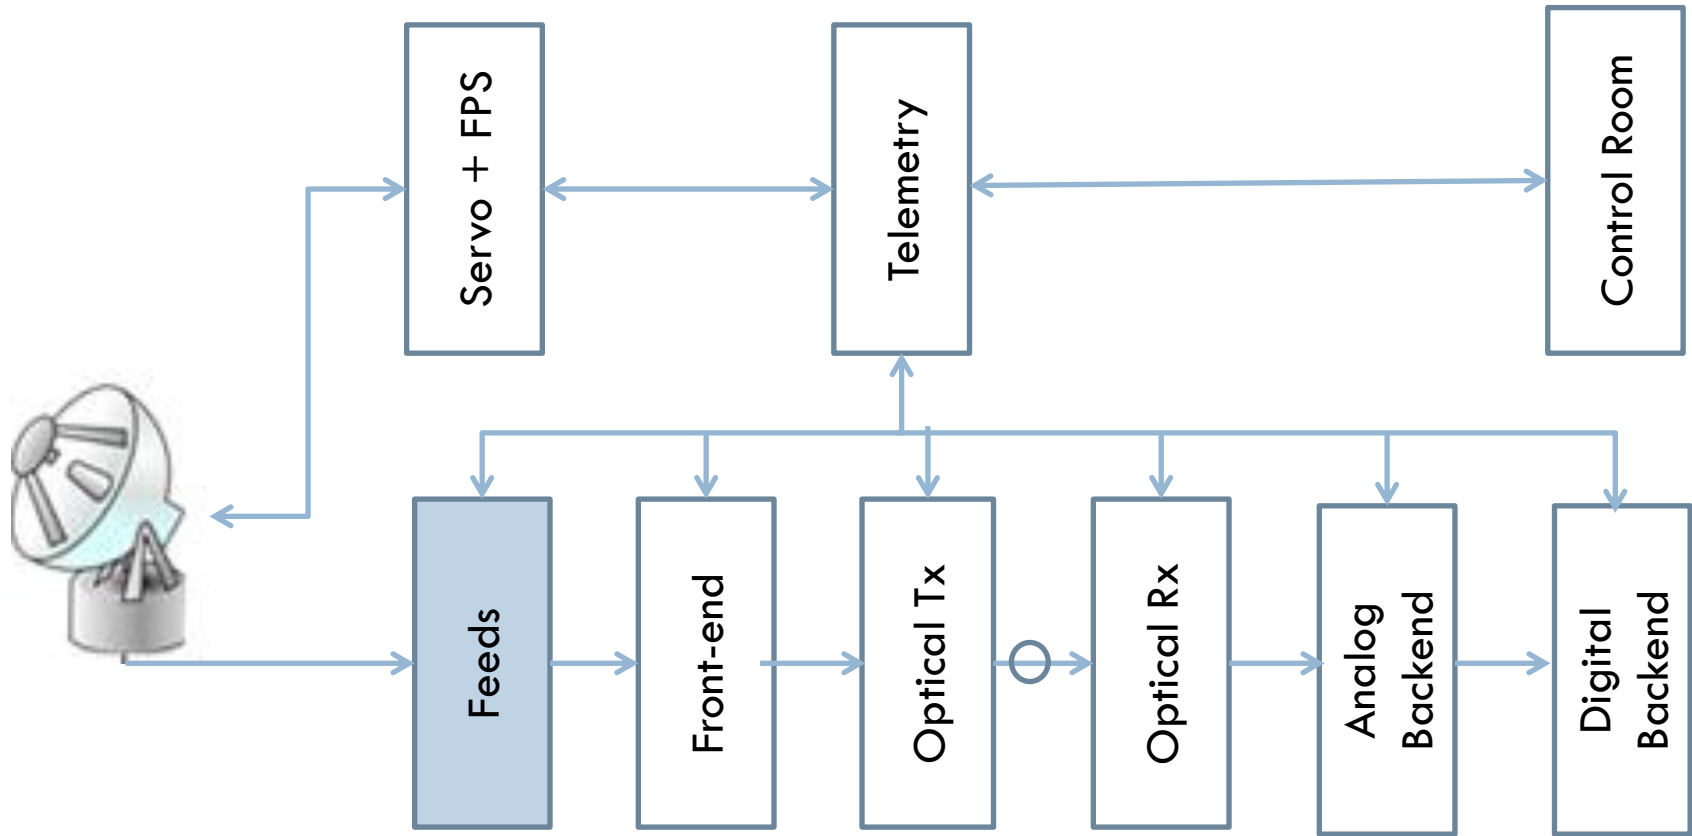 Servo + FPS
Telemetry
Control Room
Feeds
Front-end
Optical Tx
Optical Rx
Analog
Backend
Digital
Backend